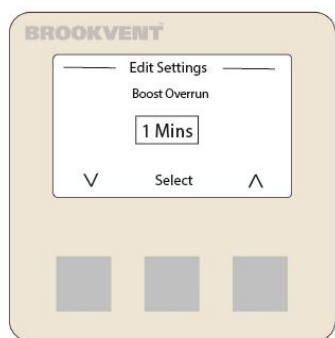 BROOKVENT
Edit Settings
Boost Overrun
1 Mins
Select